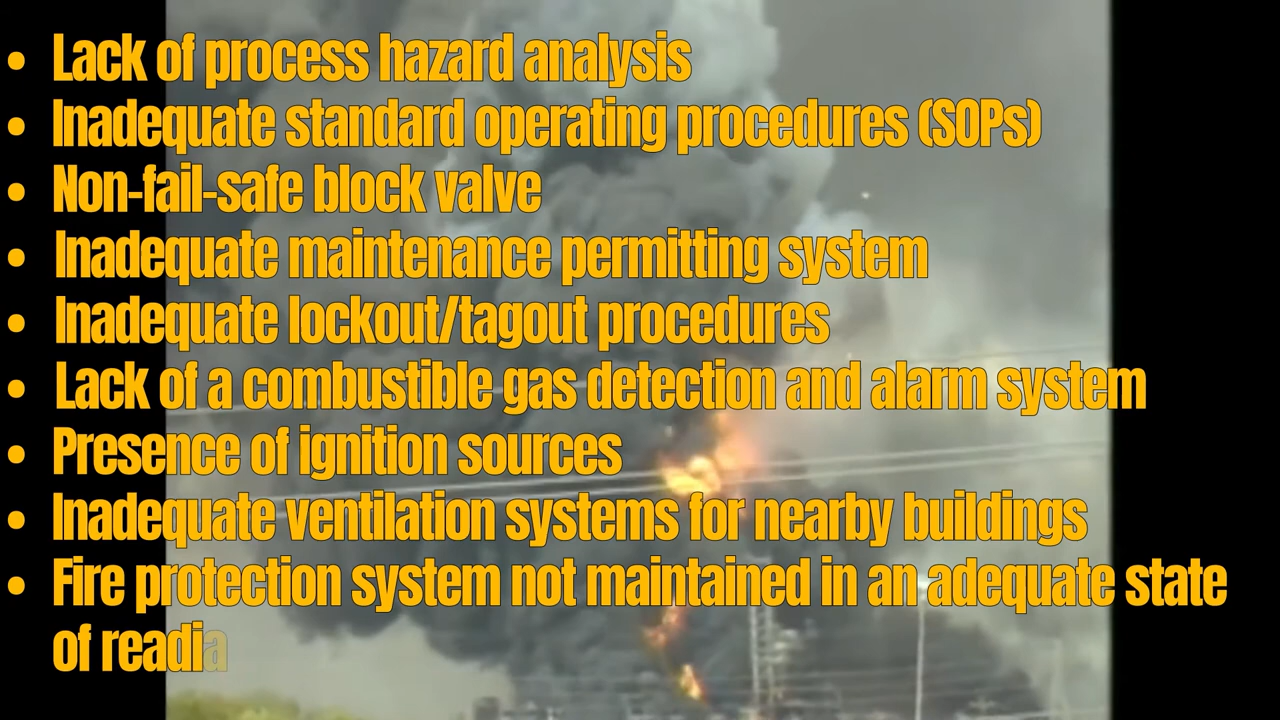 • Lack of process hazard analysis
• Inadequate standard operating procedures (SOPs)
• Non-fail-safe block valve
• Inadequate maintenance permitting system
• Inadequate lockout/tagout procedures
• Lack of a combustible gas detection and alarm system
• Presence of ignition sources
• Inadequate ventilation systems for nearby buildings
• Fire protection system not maintained in an adequate state
of readia